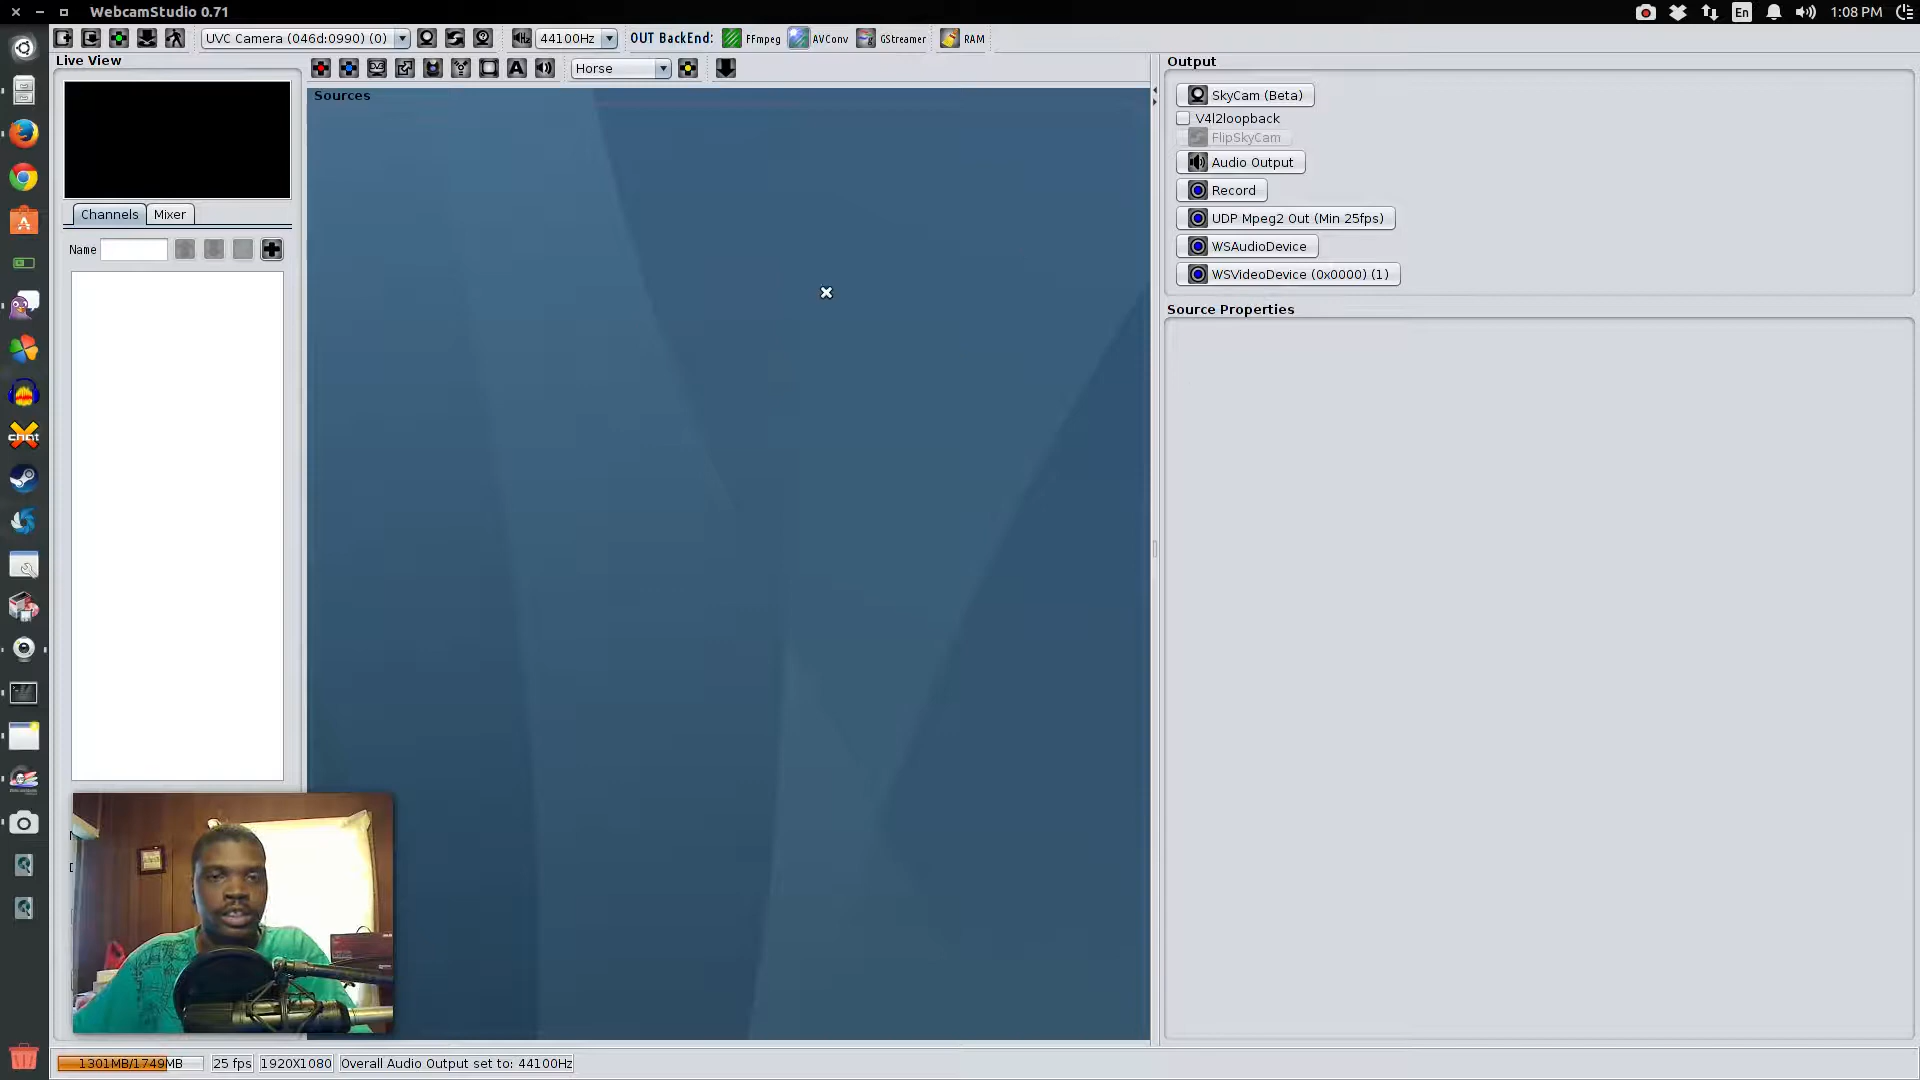 WebcamStudio 0.71
En
1:08 PM
UVC Camera (046d:0990) (0)
44100Hz
OUT BackEnd:
FFmpeg
AVConv
GStreamer
RAM
Live View
Horse
Sources
Channels
Mixer
Name
Output
SkyCam (Beta)
V4l2loopback
FlipSkyCam
Audio Output
Record
UDP Mpeg2 Out (Min 25fps)
WSAudioDevice
WSVideoDevice (0x0000) (1)
Source Properties
chat
1301MB/1749MB
25 fps
1920X1080
Overall Audio Output set to: 44100Hz